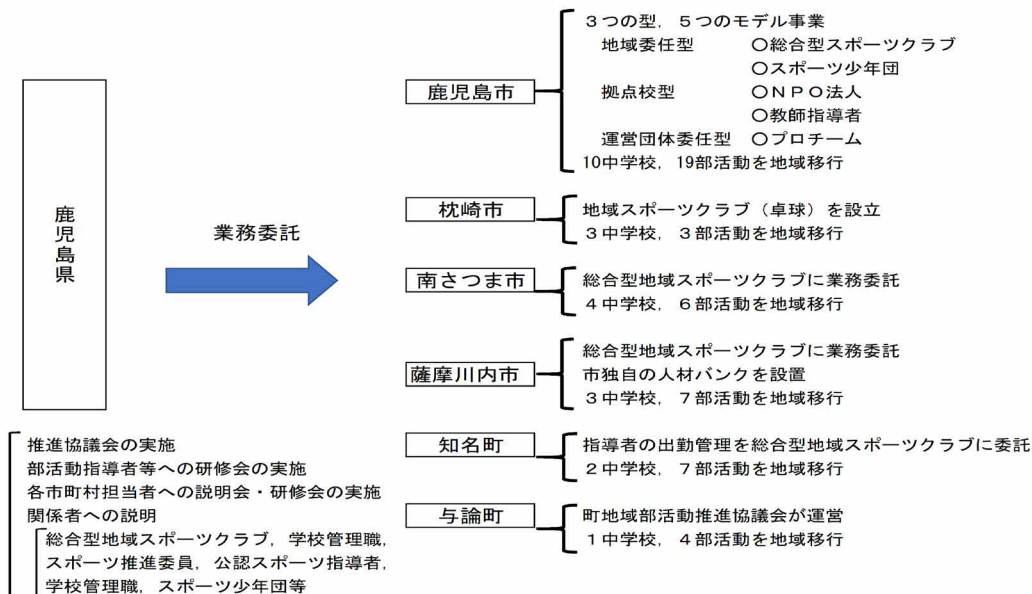 鹿児島県
推進協議会の実施
部活動指導者等への研修会の実施
各市町村担当者への説明会・研修会の実施
関係者への説明
総合型地域スポーツクラブ，学校管理職，
スポーツ推進委員，公認スポーツ指導者，
学校管理職，スポーツ少年団等
業務委託
鹿児島市
３つの型，５つのモデル事業
地域委任型　〇総合型スポーツクラブ
〇スポーツ少年団
拠点校型　〇ＮＰＯ法人
〇教師指導者
運営団体委任型　〇プロチーム
10中学校，19部活動を地域移行
枕崎市
地域スポーツクラブ（卓球）を設立
３中学校，３部活動を地域移行
南さつま市
総合型地域スポーツクラブに業務委託
４中学校，６部活動を地域移行
薩摩川内市
総合型地域スポーツクラブに業務委託
市独自の人材バンクを設置
３中学校，７部活動を地域移行
知名町
指導者の出勤管理を総合型地域スポーツクラブに委託
２中学校，７部活動を地域移行
与論町
町地域部活動推進協議会が運営
１中学校，４部活動を地域移行